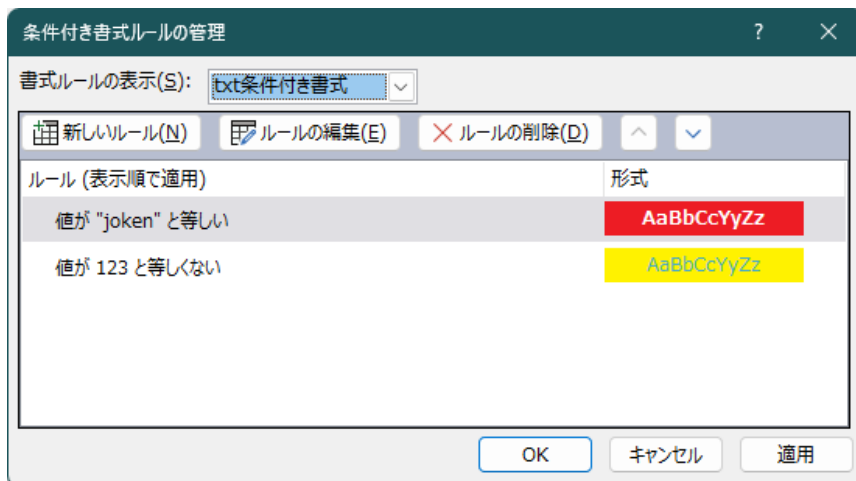 条件付き書式ルールの管理 ?
書式ルールの表示(S): txt条件付き書式
新しいルール(N) ルールの編集(E) ルールの削除(D)
ルール (表示順で適用) 形式
値が "joken" と等しい AaBbCcYyZz
値が 123 と等しくない AaBbCcYyZz
OK キャンセル 適用